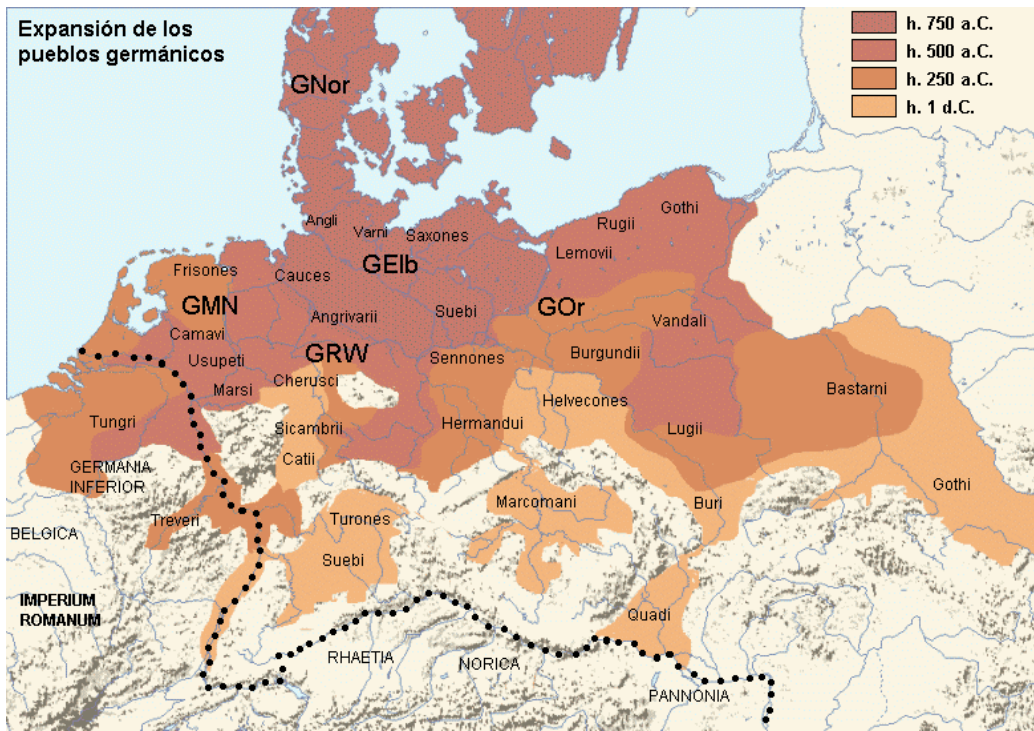 Expansión de los
pueblos germánicos
h. 750 a.C.
h. 500 a.C.
h. 250 a.C.
h. 1 d.C.
GNor
Angli
Varni
Saxones
Rugii
Gothi
Lemovii
Frisones
Cauces
GElb
GMN
Angrivarii
Suebi
GOr
Vandali
Camavi
Usupeti
GRW
Sennones
Burgundii
Marsi
Cherusci
Helvecones
Bastarni
Tungri
Sicambrii
Hermandui
Lugii
Catii
GERMANIA
INFERIOR
Gothi
Marcomani
Buri
Treveri
Turones
BELGICA
Suebi
IMPERIUM
ROMANUM
Quadi
RHAETIA
NORICA
PANNONIA